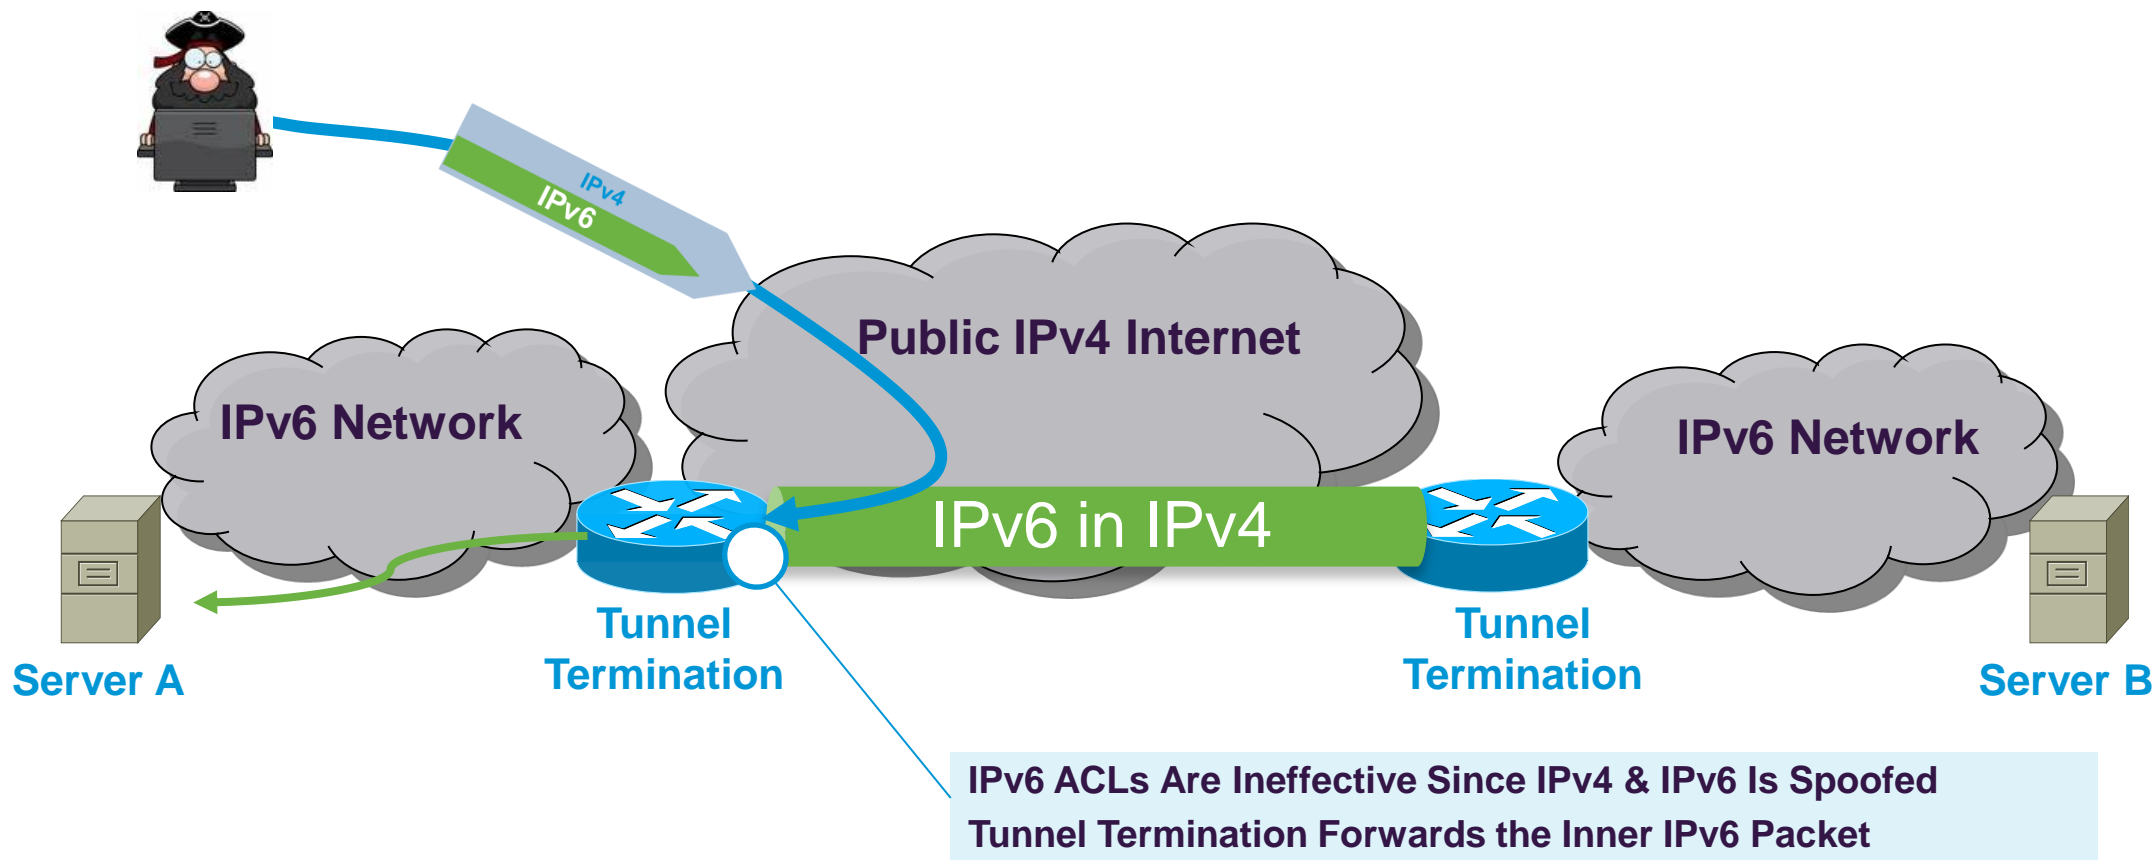 IPv4
IPv6
Public IPv4 Internet
IPv6 Network
IPv6 Network
IPv6 in IPv4
Tunnel
Termination
Tunnel
Termination
Server A
Server B
IPv6 ACLs Are Ineffective Since IPv4 & IPv6 Is Spoofed
Tunnel Termination Forwards the Inner IPv6 Packet